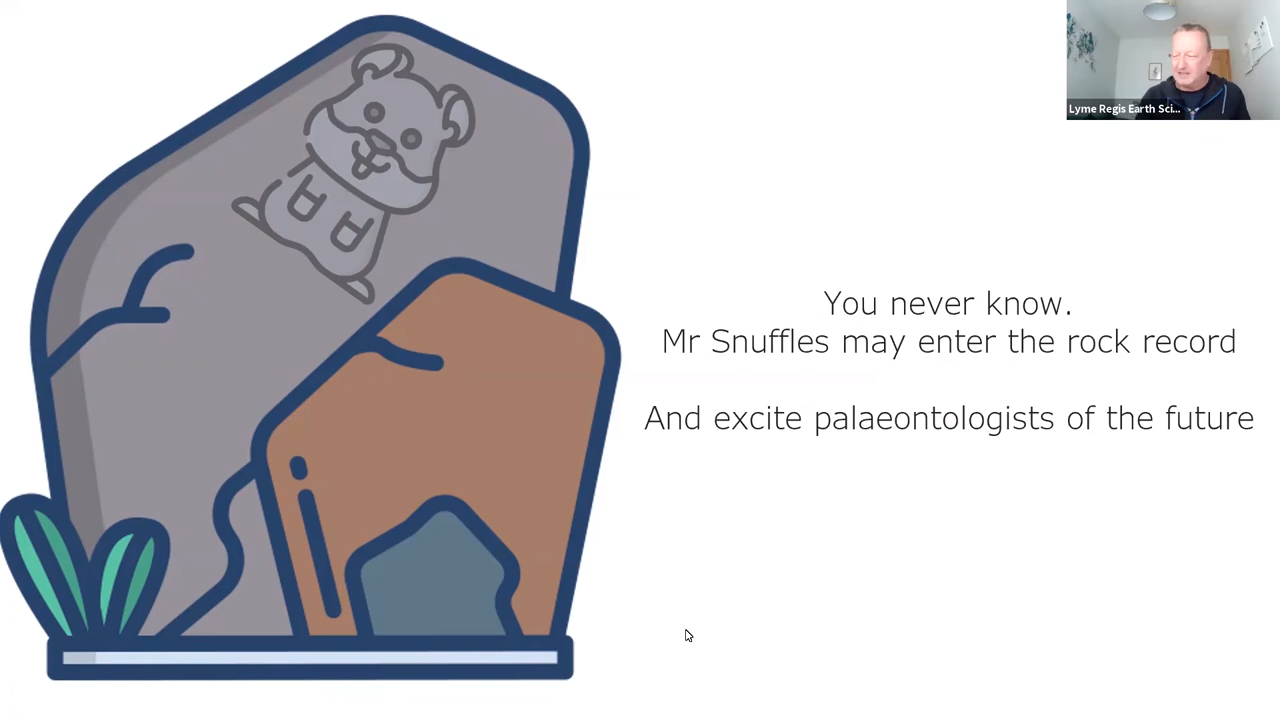 Lyme Regis Earth Sci...
You never know.
Mr Snuffles may enter the rock record
And excite palaeontologists of the future